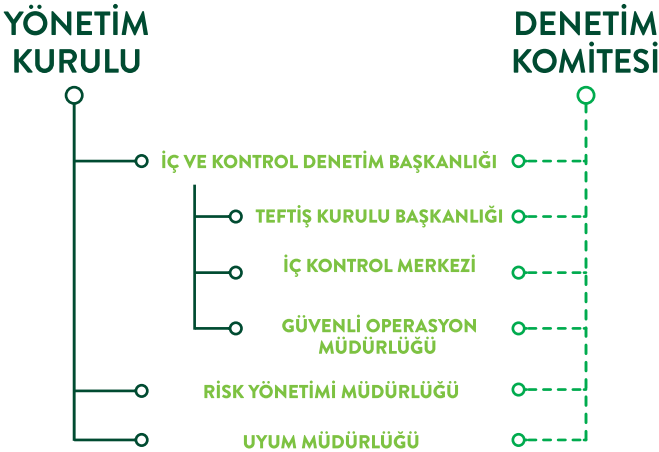 YÖNETİM
KURULU
DENETİM
KOMİTESİ
İÇ VE KONTROL DENETİM BAŞKANLIĞI
TEFTİŞ KURULU BAŞKANLIĞI
İÇ KONTROL MERKEZİ
GÜVENLİ OPERASYON
MÜDÜRLÜĞÜ
RİSK YÖNETİMİ MÜDÜRLÜĞÜ
UYUM MÜDÜRLÜĞÜ